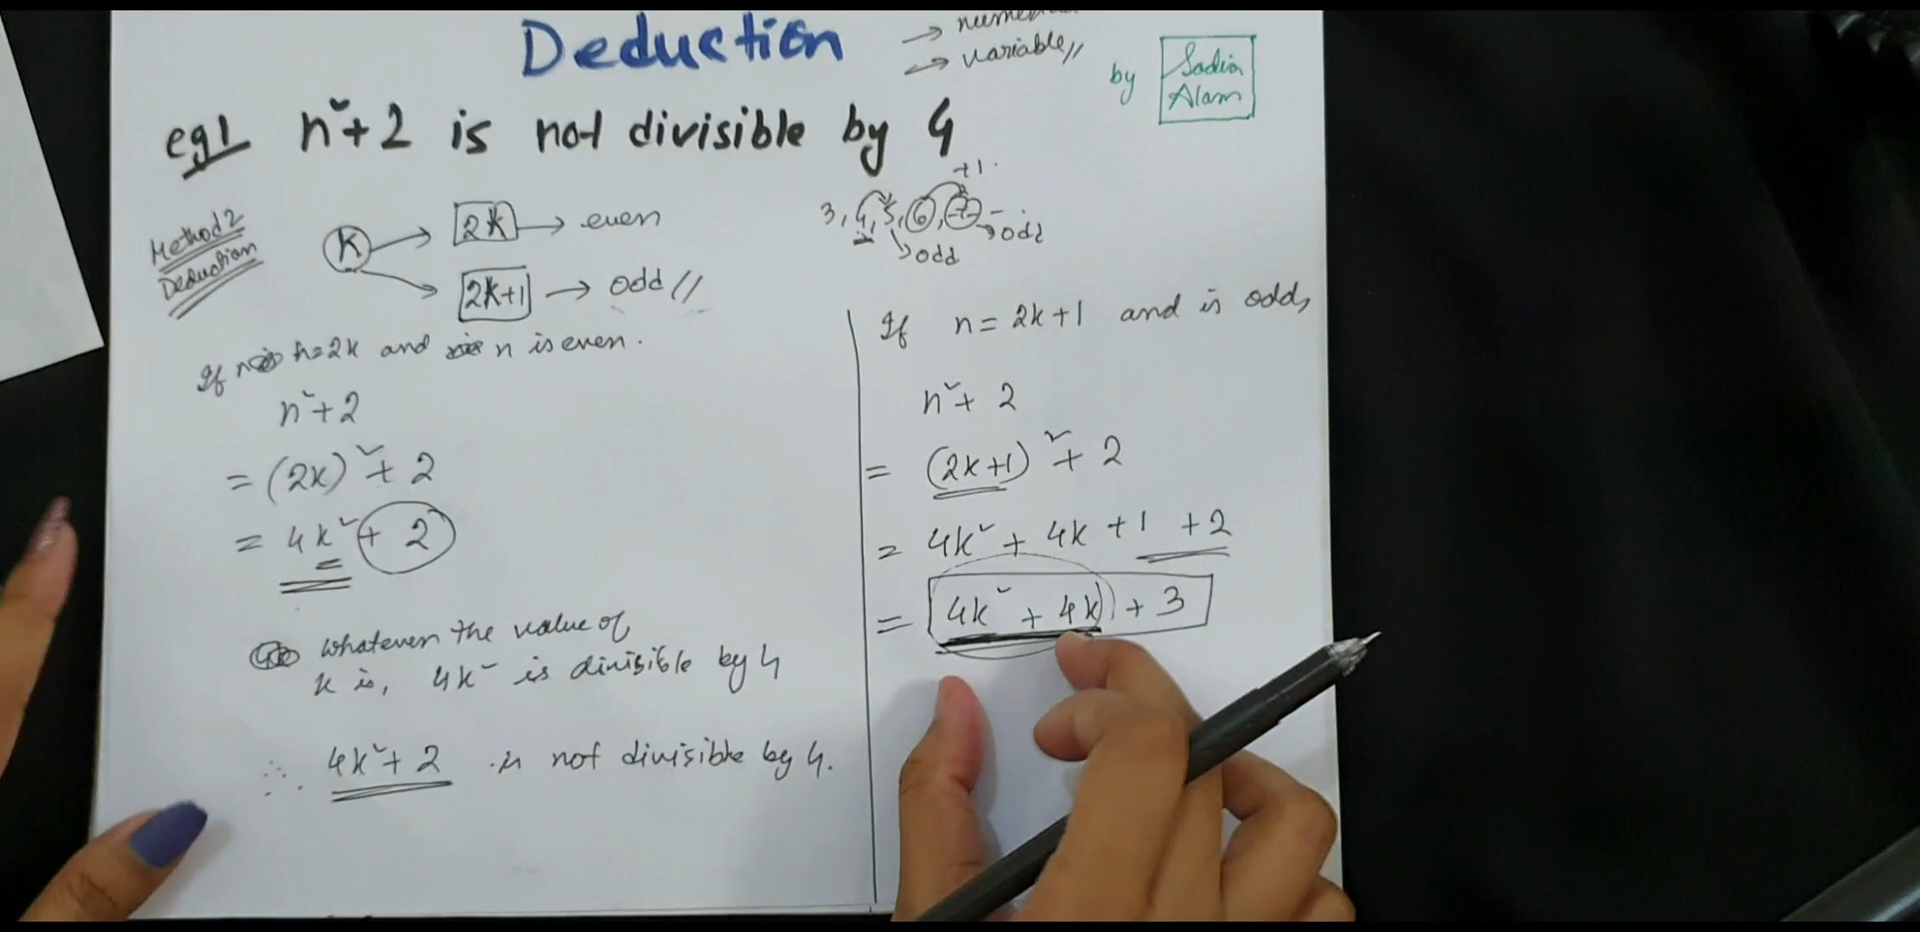 Deduction
→ variable //
by Sadia
Alam
eg1 n²+2 is not divisible by 4
+1.
Method 2
Deduction
K → 2K → even
3, 4, 5, 6, 7 – → odd
↳ odd
→ 2K+1 → odd //
If n=2k and n is even.
n²+2
= (2k)²+2
= 4k²+2
whatever the value of
k is, 4k² is divisible by 4
∴ 4k²+2 is not divisible by 4.
If n=2k+1 and is odd,
n²+2
= (2k+1)²+2
= 4k²+4k+1+2
= 4k²+4k+3